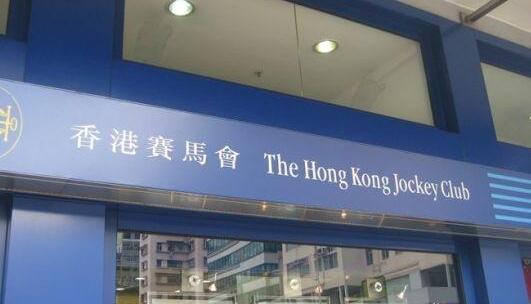 香港賽馬會 The Hong Kong Jockey Club